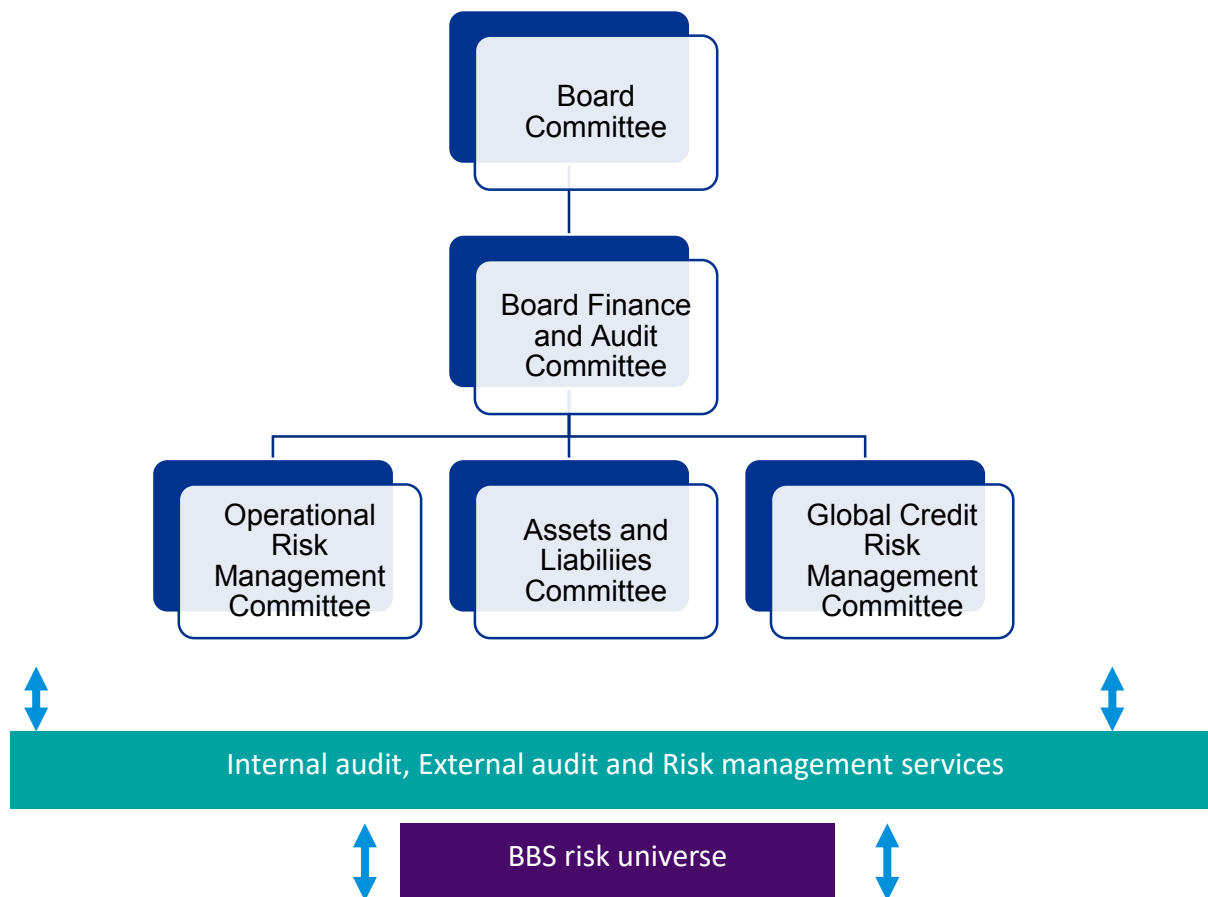 Board
Committee
Board Finance
and Audit
Committee
Operational
Risk
Management
Committee
Assets and
Liabiliies
Committee
Global Credit
Risk
Management
Committee
Internal audit, External audit and Risk management services
BBS risk universe